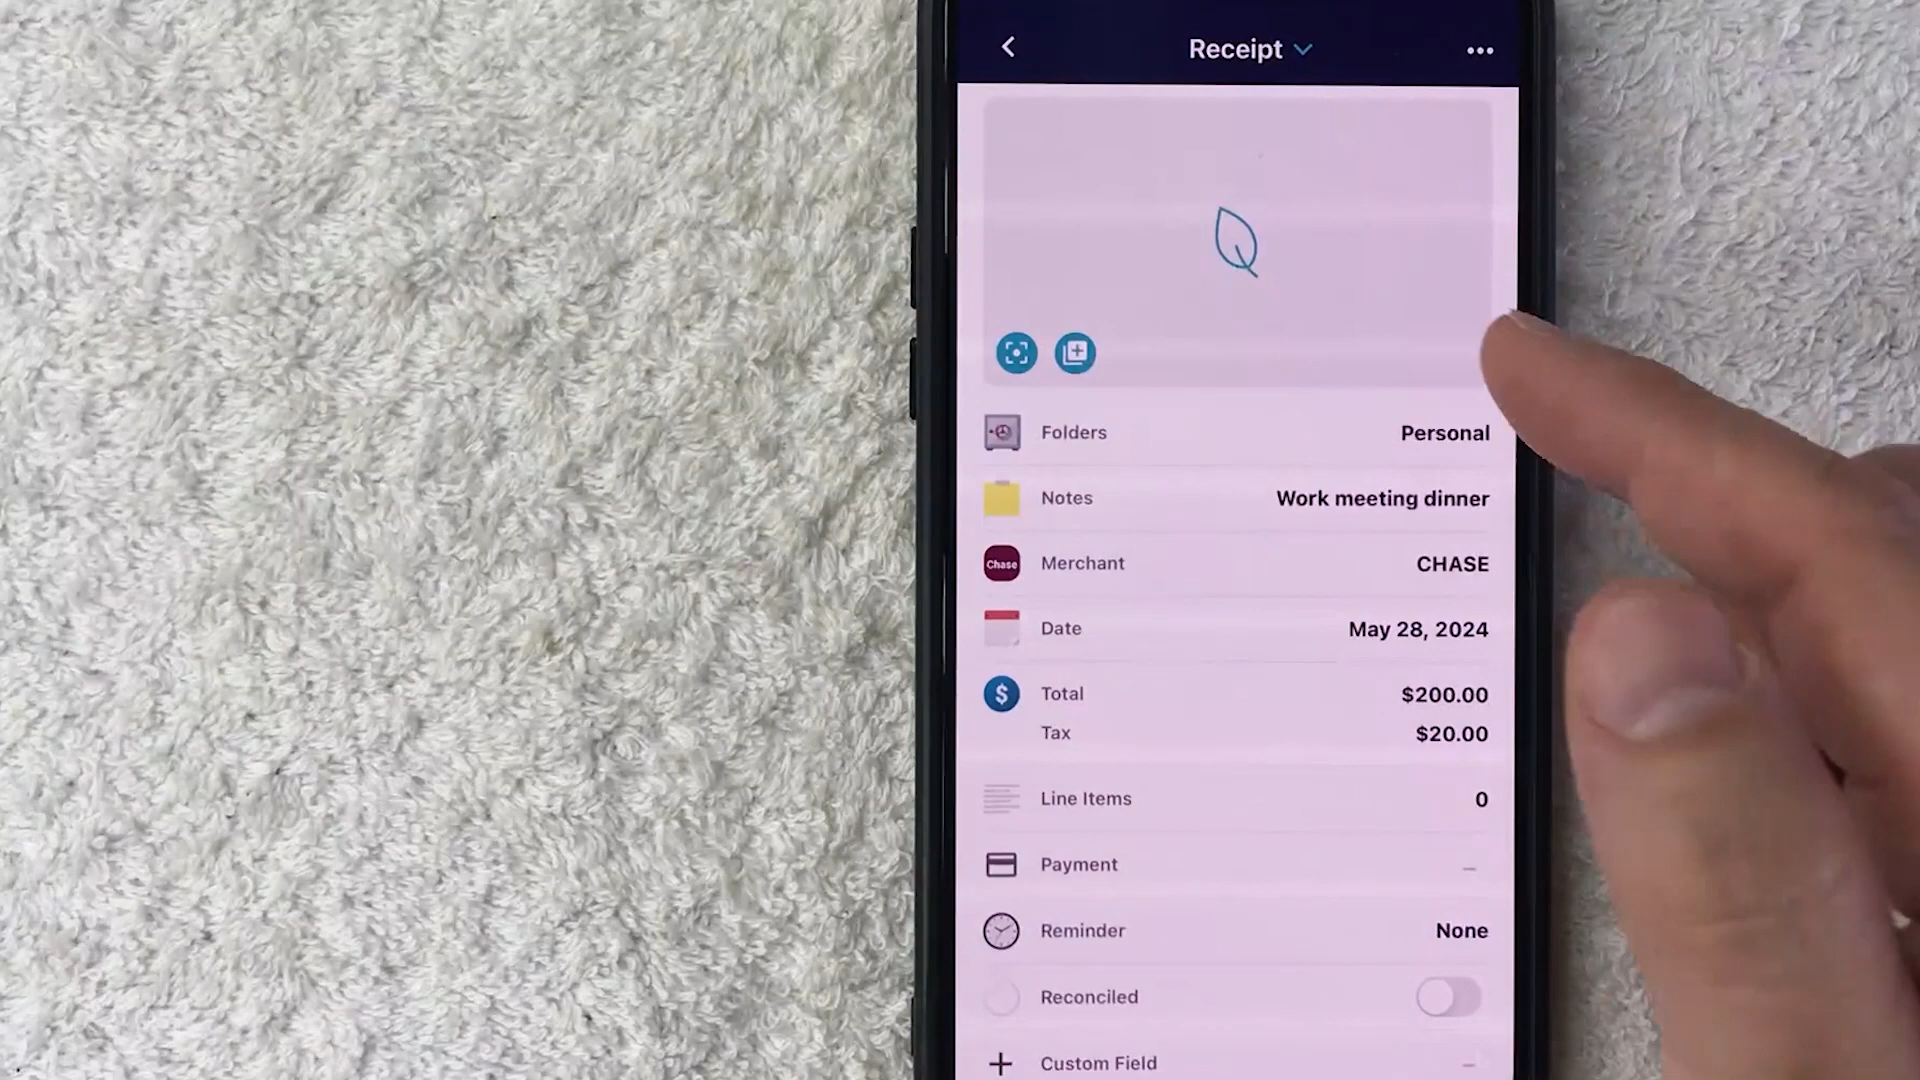 Receipt
Folders Personal
Notes Work meeting dinner
Chase Merchant CHASE
Date May 28, 2024
$ Total $200.00
Tax $20.00
Line Items 0
Payment –
Reminder None
Reconciled
Custom Field –